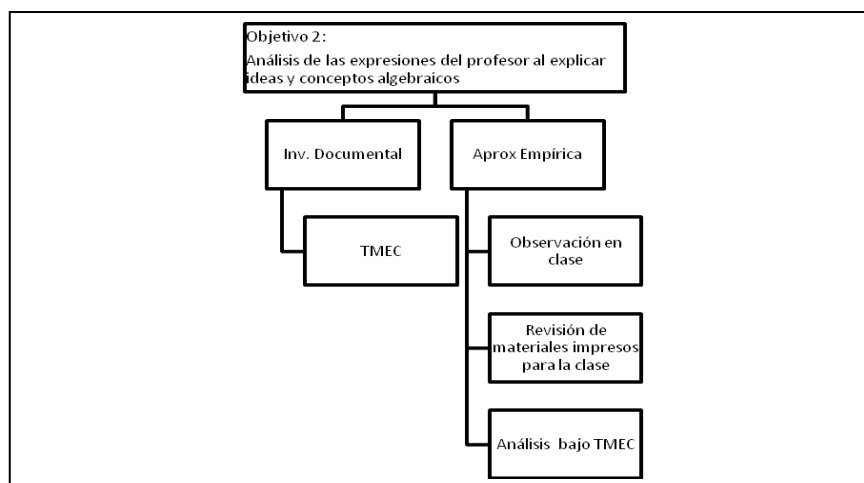 Objetivo 2:
Análisis de las expresiones del profesor al explicar
ideas y conceptos algebraicos
Inv. Documental
Aprox Empírica
TMEC
Observación en
clase
Revisión de
materiales impresos
para la clase
Análisis bajo TMEC